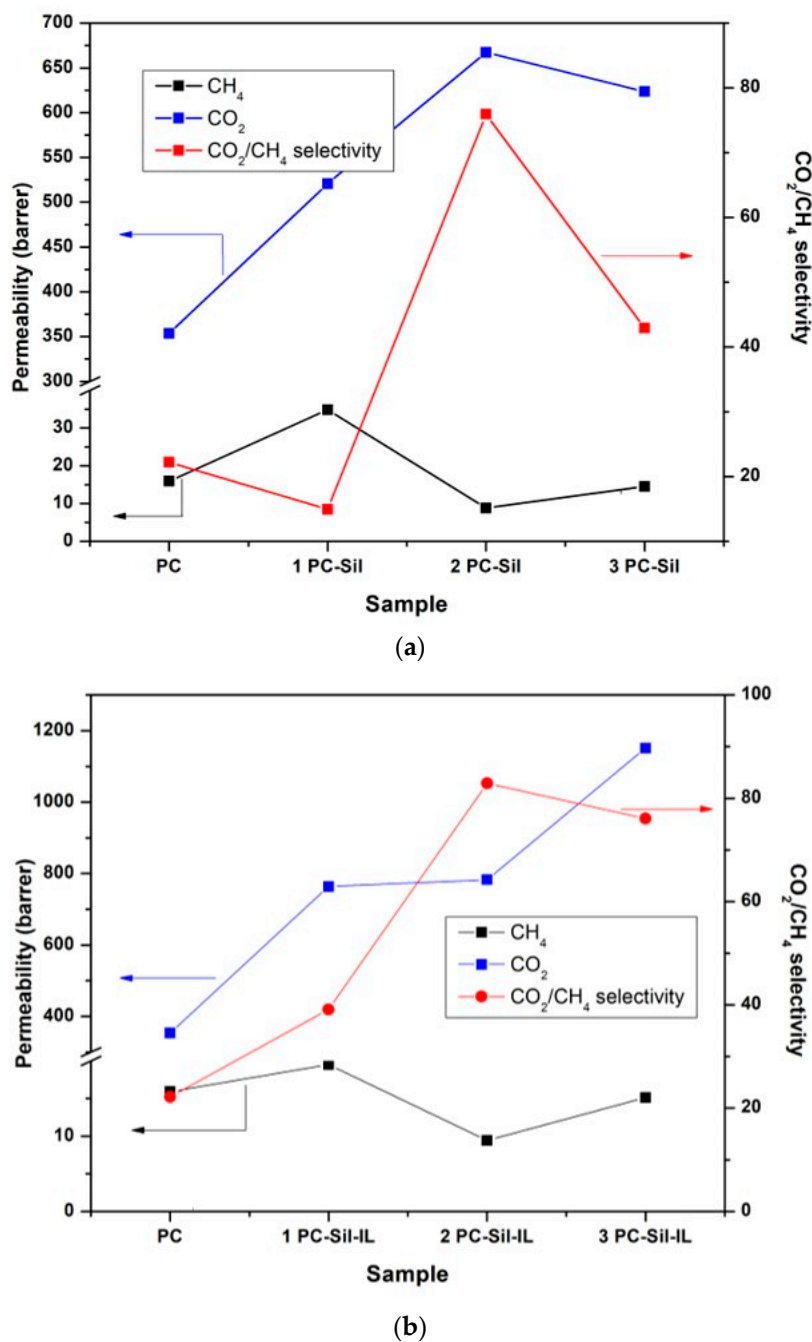 700
650
600
550
500
450
400
350
300
30
20
10
0
Permeability (barrer)
CH₄
CO₂
CO₂/CH₄ selectivity
80
60
40
20
CO₂/CH₄ selectivity
PC 1 PC-Sil 2 PC-Sil 3 PC-Sil
Sample
(a)
1200
1000
800
600
400
10
0
Permeability (barrer)
CH₄
CO₂
CO₂/CH₄ selectivity
100
80
60
40
20
0
CO₂/CH₄ selectivity
PC 1 PC-Sil-IL 2 PC-Sil-IL 3 PC-Sil-IL
Sample
(b)